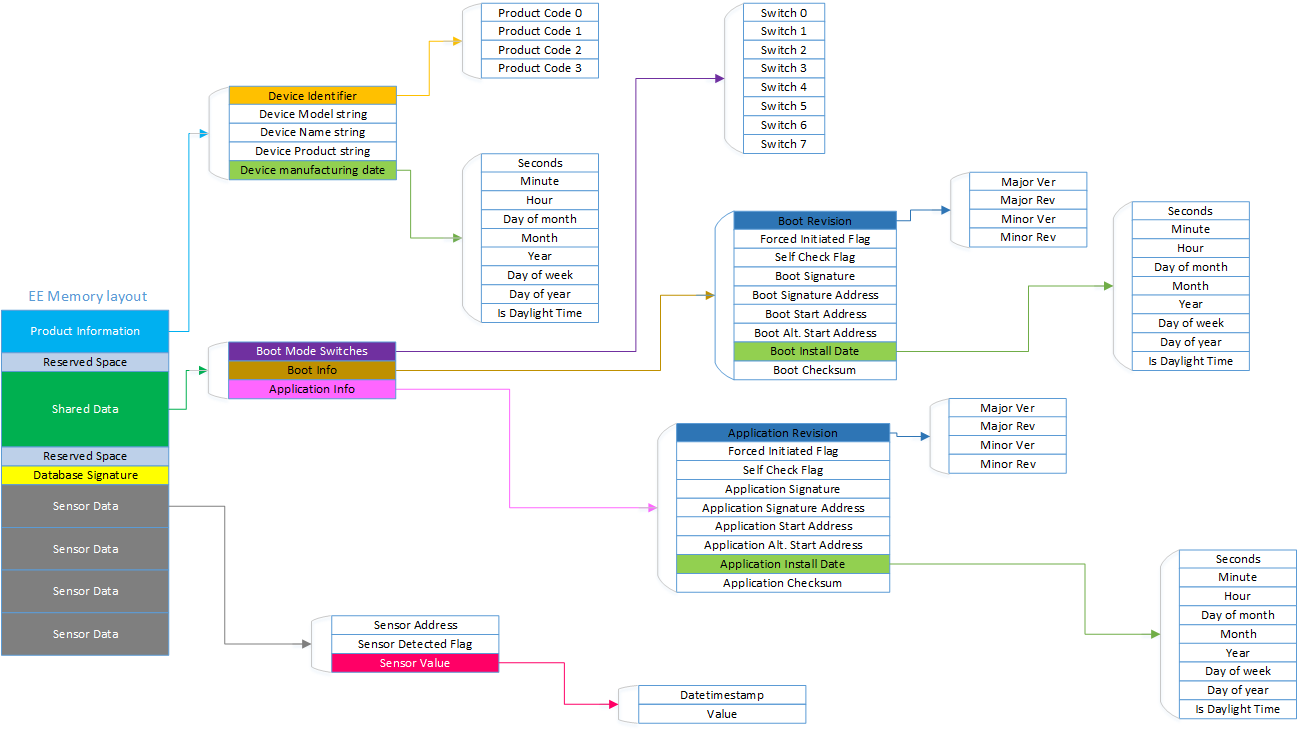 EE Memory layout
Product Information
Reserved Space
Shared Data
Reserved Space
Database Signature
Sensor Data
Sensor Data
Sensor Data
Sensor Data
Device Identifier
Device Model string
Device Name string
Device Product string
Device manufacturing date
Product Code 0
Product Code 1
Product Code 2
Product Code 3
Seconds
Minute
Hour
Day of month
Month
Year
Day of week
Day of year
Is Daylight Time
Boot Mode Switches
Boot Info
Application Info
Switch 0
Switch 1
Switch 2
Switch 3
Switch 4
Switch 5
Switch 6
Switch 7
Boot Revision
Forced Initiated Flag
Self Check Flag
Boot Signature
Boot Signature Address
Boot Start Address
Boot Alt. Start Address
Boot Install Date
Boot Checksum
Major Ver
Major Rev
Minor Ver
Minor Rev
Seconds
Minute
Hour
Day of month
Month
Year
Day of week
Day of year
Is Daylight Time
Application Revision
Forced Initiated Flag
Self Check Flag
Application Signature
Application Signature Address
Application Start Address
Application Alt. Start Address
Application Install Date
Application Checksum
Major Ver
Major Rev
Minor Ver
Minor Rev
Seconds
Minute
Hour
Day of month
Month
Year
Day of week
Day of year
Is Daylight Time
Sensor Address
Sensor Detected Flag
Sensor Value
Datetimestamp
Value